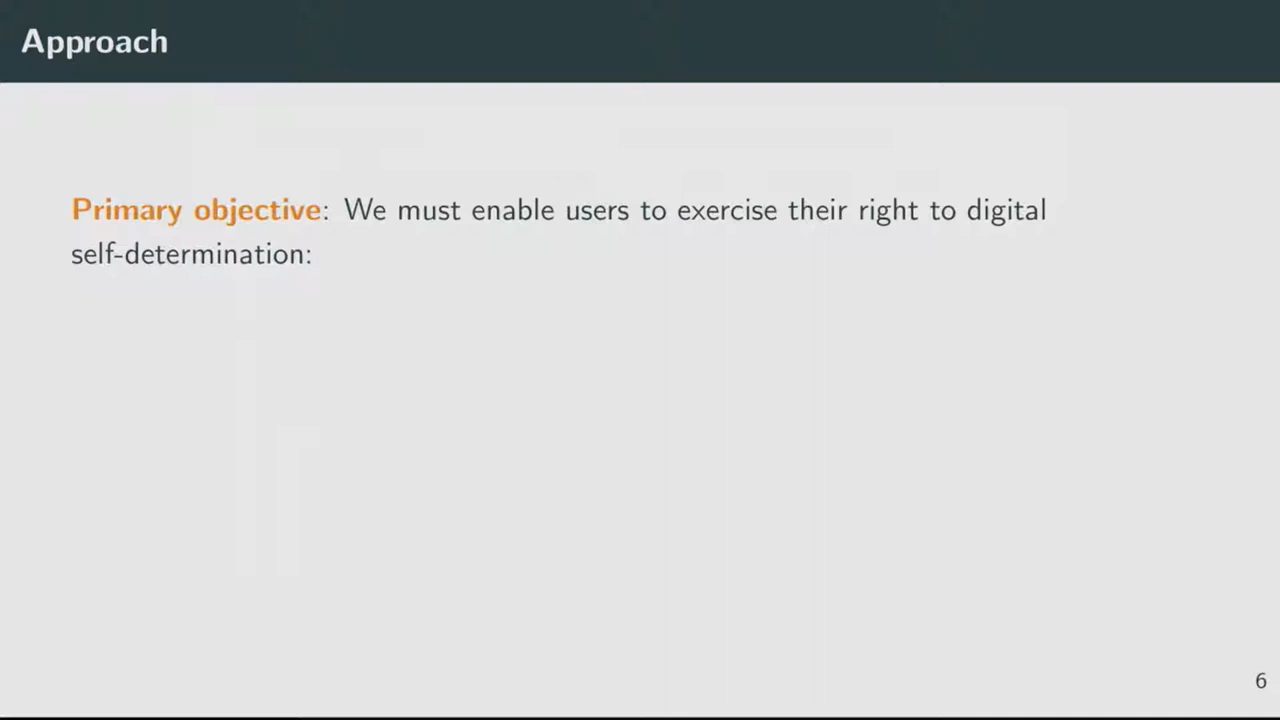 Approach
Primary objective: We must enable users to exercise their right to digital
self-determination:
6